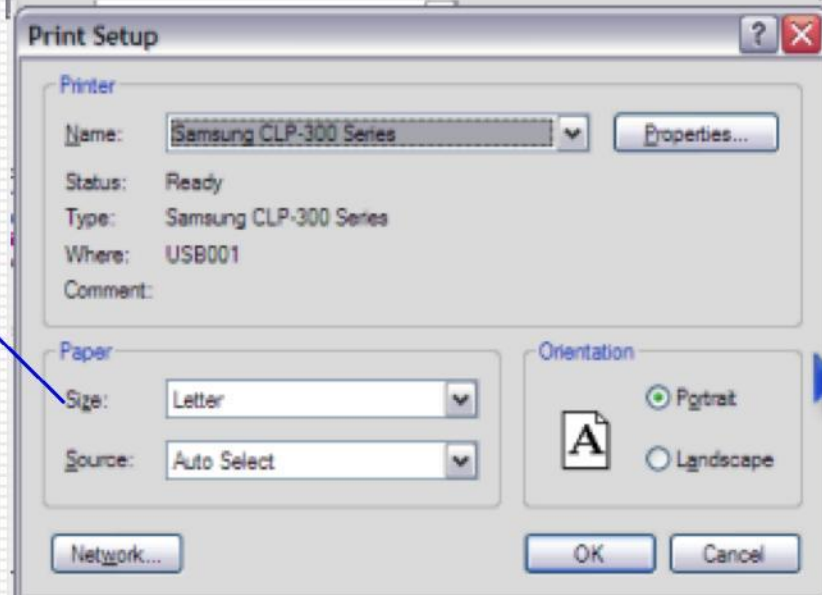 Print Setup
Printer
Name: Samsung CLP-300 Series Properties...
Status: Ready
Type: Samsung CLP-300 Series
Where: USB001
Comment:
Paper
Size: Letter
Source: Auto Select
Orientation
A
Portrait
Landscape
Network... OK Cancel